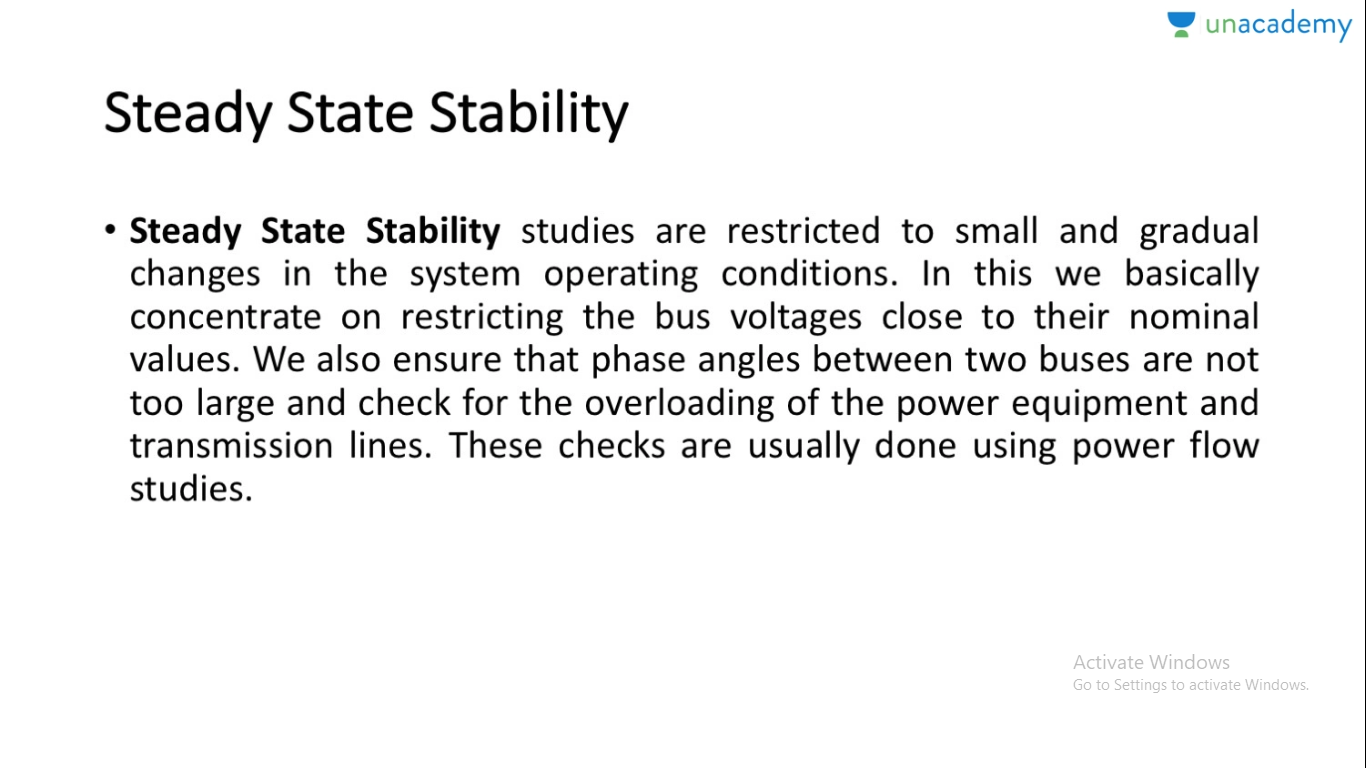 unacademy
Steady State Stability
• Steady State Stability studies are restricted to small and gradual
changes in the system operating conditions. In this we basically
concentrate on restricting the bus voltages close to their nominal
values. We also ensure that phase angles between two buses are not
too large and check for the overloading of the power equipment and
transmission lines. These checks are usually done using power flow
studies.
Activate Windows
Go to Settings to activate Windows.